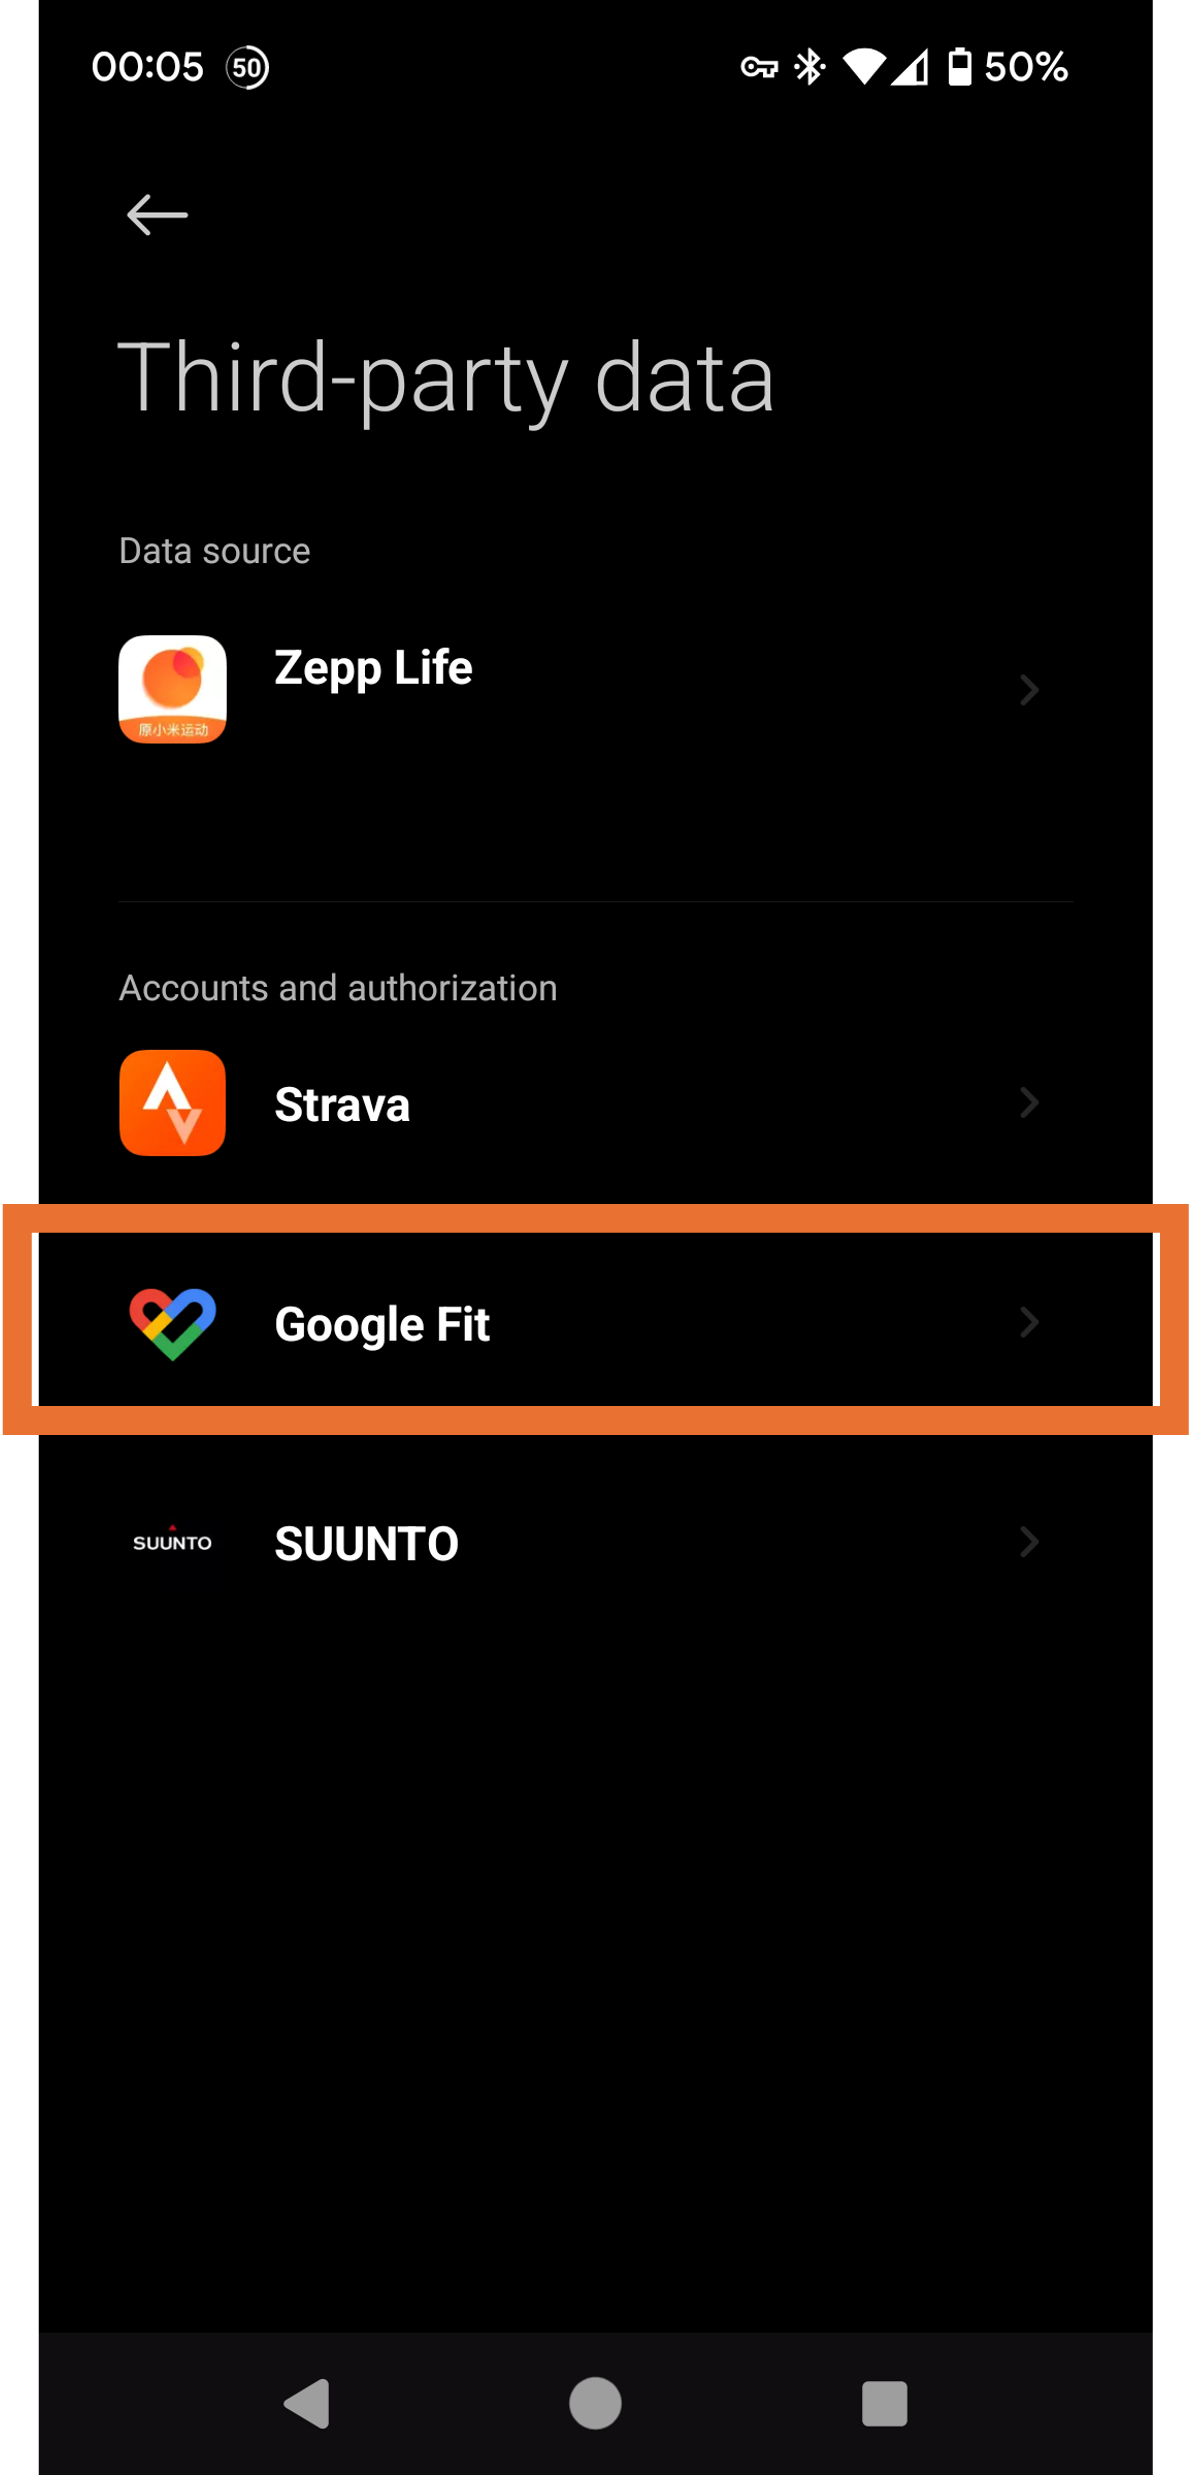 00:05 50 50%
Third-party data
Data source
Zepp Life
原小米运动
Accounts and authorization
Strava
Google Fit
SUUNTO SUUNTO